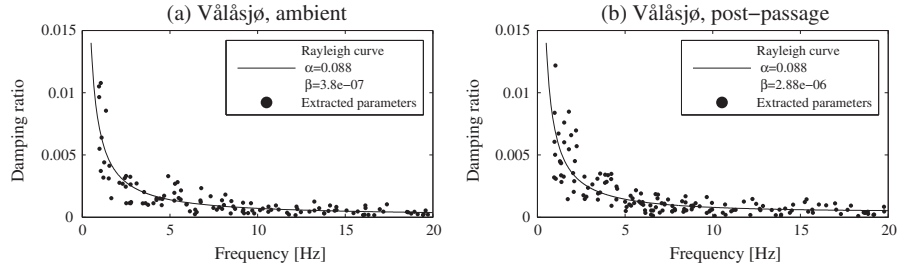 (a) Vålåsjø, ambient
0.015
0.01
0.005
0
Damping ratio
0 5 10 15 20
Frequency [Hz]
Rayleigh curve
α=0.088
β=3.8e−07
Extracted parameters
(b) Vålåsjø, post−passage
0.015
0.01
0.005
0
Damping ratio
0 5 10 15 20
Frequency [Hz]
Rayleigh curve
α=0.088
β=2.88e−06
Extracted parameters